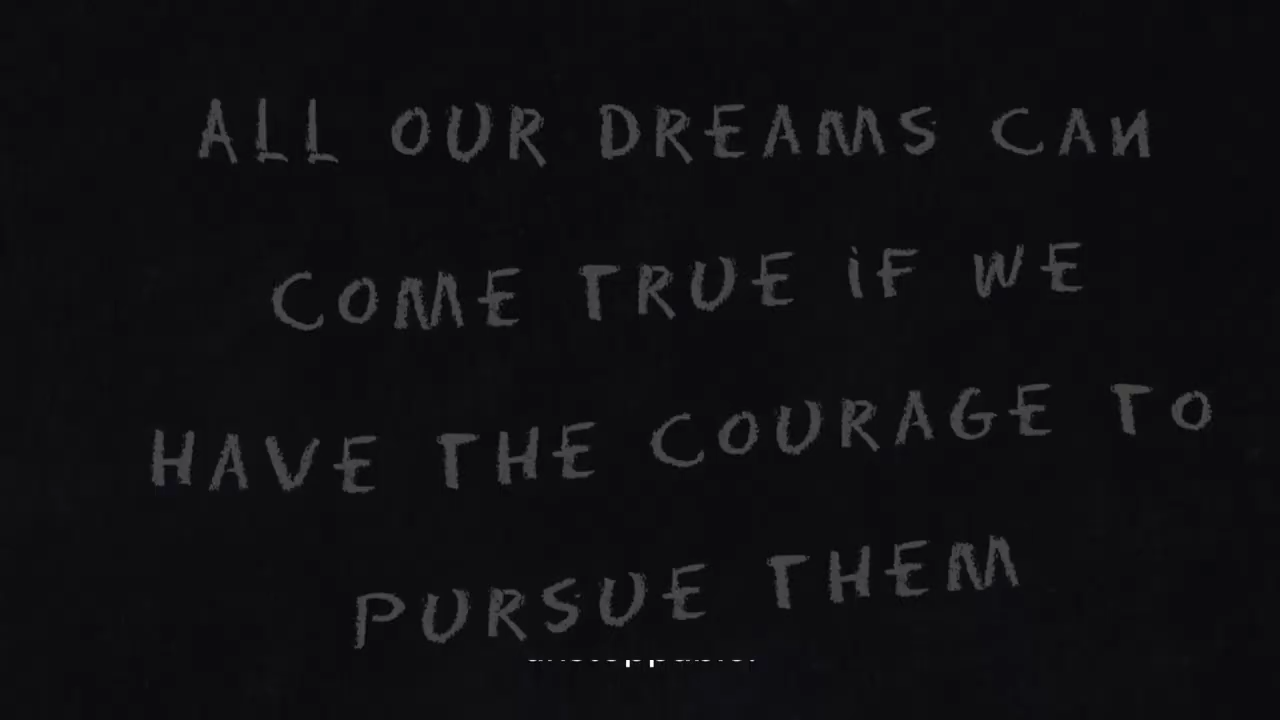 ALL OUR DREAMS CAN
COME TRUE iF WE
HAVE THE COURAGE TO
PURSUE THEM